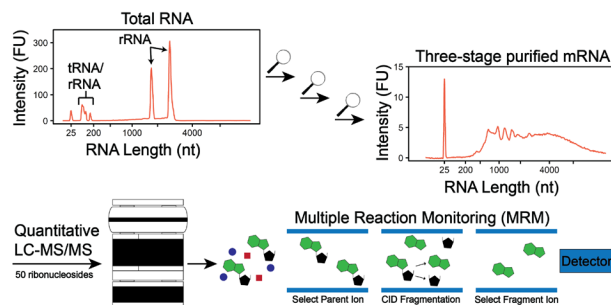 Total RNA
Intensity (FU)
300
200
100
0
tRNA/
rRNA
rRNA
25
200
1000
4000
RNA Length (nt)
Three-stage purified mRNA
Intensity (FU)
15
10
5
0
25
200
1000
4000
RNA Length (nt)
Quantitative
LC-MS/MS
50 ribonucleosides
Multiple Reaction Monitoring (MRM)
Select Parent Ion
CID Fragmentation
Select Fragment Ion
Detector